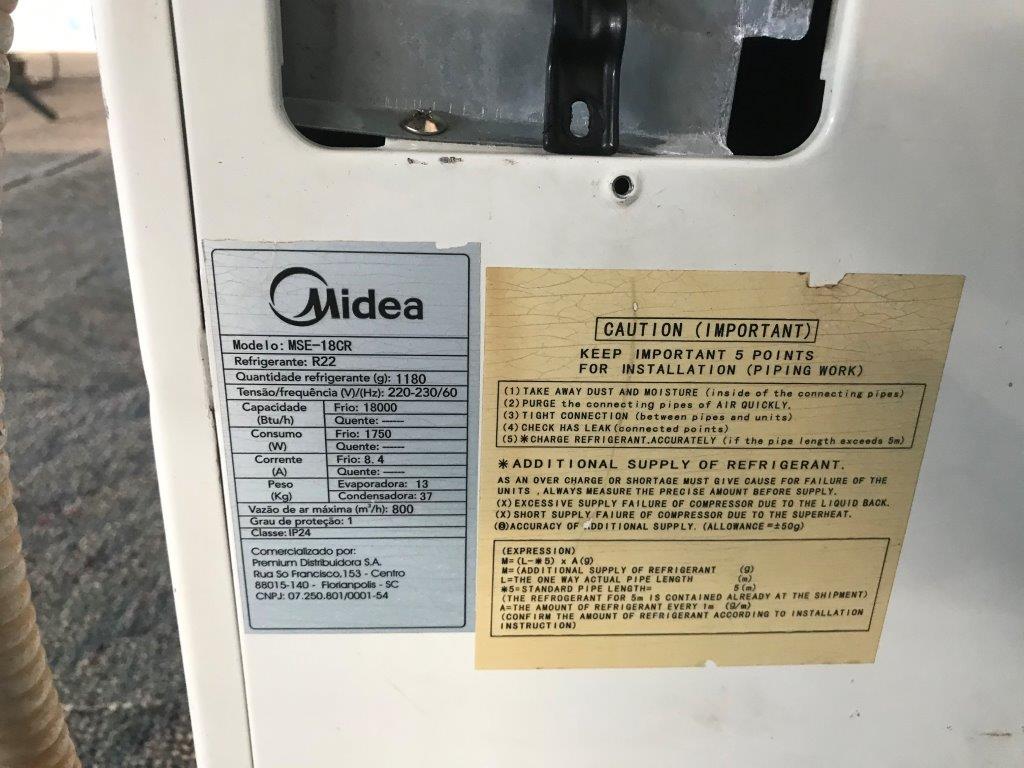 Midea
Modelo: MSE-18CR
Refrigerante: R22
Quantidade refrigerante (g): 1180
Tensão/frequência (V)/(Hz): 220-230/60
Capacidade (Btu/h) Frio: 18000
Quente: -----
Consumo (W) Frio: 1750
Quente: -----
Corrente (A) Frio: 8.4
Quente: -----
Peso (Kg) Evaporadora: 13
Condensadora: 37
Vazão de ar máxima (m³/h): 800
Grau de proteção: 1
Classe: IP24
Comercializado por:
Premium Distribuidora S.A.
Rua So Francisco, 153 - Centro
88015-140 - Florianpolis - SC
CNPJ: 07.250.801/0001-54
CAUTION (IMPORTANT)
KEEP IMPORTANT 5 POINTS
FOR INSTALLATION (PIPING WORK)
(1) TAKE AWAY DUST AND MOISTURE (inside of the connecting pipes)
(2) PURGE the connecting pipes of AIR QUICKLY.
(3) TIGHT CONNECTION (between pipes and units)
(4) CHECK HAS LEAK (connected points)
(5) ✱CHARGE REFRIGERANT.ACCURATELY (if the pipe length exceeds 5m)
✱ADDITIONAL SUPPLY OF REFRIGERANT.
AS AN OVER CHARGE OR SHORTAGE MUST GIVE CAUSE FOR FAILURE OF THE
UNITS , ALWAYS MEASURE THE PRECISE AMOUNT BEFORE SUPPLY.
(X) EXCESSIVE SUPPLY FAILURE OF COMPRESSOR DUE TO THE LIQUID BACK.
(X) SHORT SUPPLY FAILURE OF COMPRESSOR DUE TO THE SUPERHEAT.
(◎) ACCURACY OF ADDITIONAL SUPPLY. (ALLOWANCE=±50g)
(EXPRESSION)
M=(L-✱5) x A(g)
M=(ADDITIONAL SUPPLY OF REFRIGERANT (g)
L=THE ONE WAY ACTUAL PIPE LENGTH (m)
✱5=STANDARD PIPE LENGTH= 5(m)
(THE REFROGERANT FOR 5m IS CONTAINED ALREADY AT THE SHIPMENT)
A=THE AMOUNT OF REFRIGERANT EVERY 1m (g/m)
(CONFIRM THE AMOUNT OF REFRIGERANT ACCORDING TO INSTALLATION
INSTRUCTION)